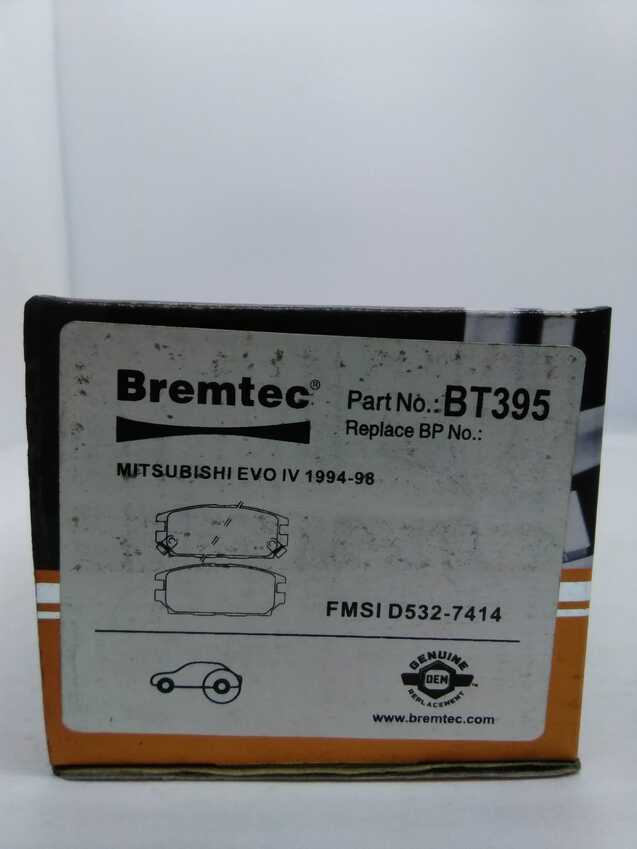 Bremtec®
Part No.: BT395
Replace BP No.:
MITSUBISHI EVO IV 1994-98
FMSI D532-7414
GENUINE
OEM
REPLACEMENT
™
www.bremtec.com